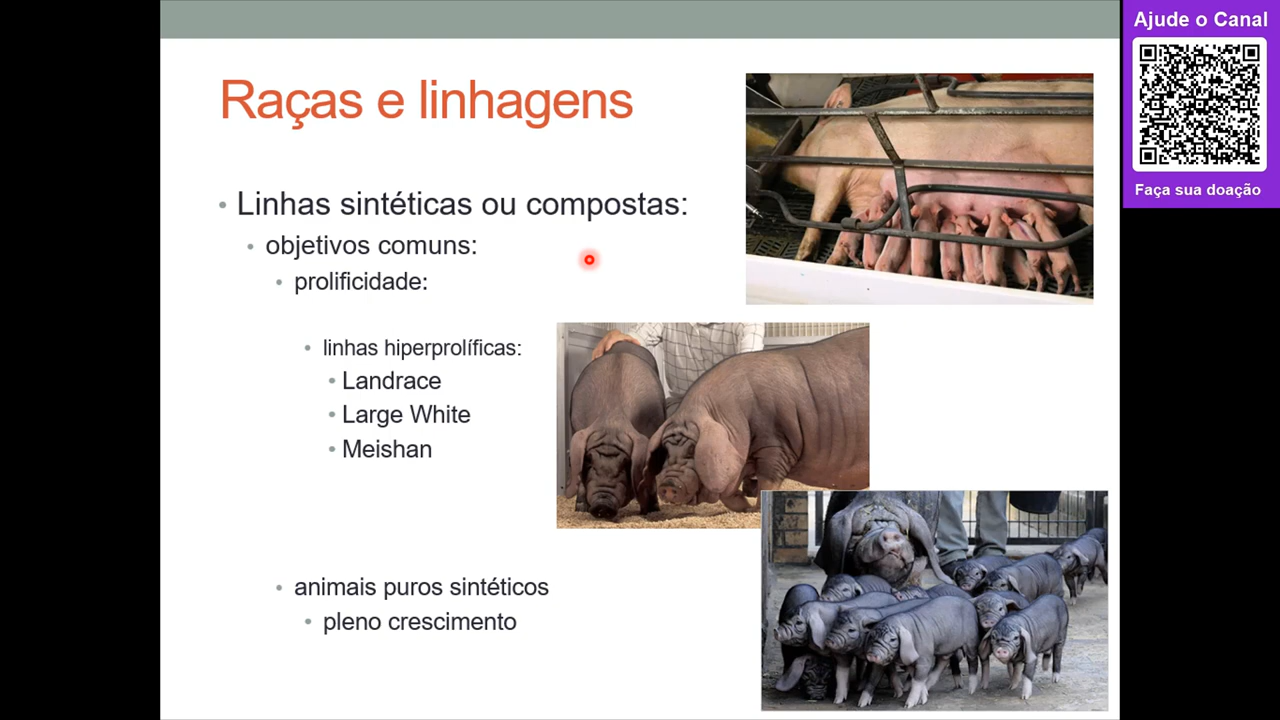 Raças e linhagens
• Linhas sintéticas ou compostas:
• objetivos comuns:
• prolificidade:
• linhas hiperprolíficas:
• Landrace
• Large White
• Meishan
• animais puros sintéticos
• pleno crescimento
Ajude o Canal
Faça sua doação